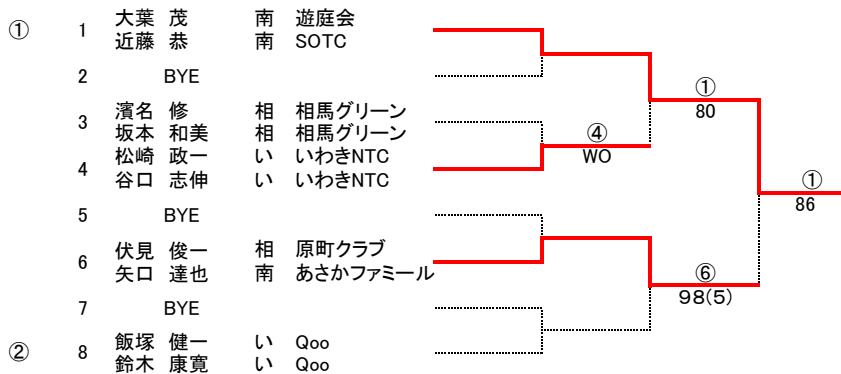 ① 1 大葉 茂 南 遊庭会
近藤 恭 南 SOTC
2 BYE
①
80
3 濱名 修 相 相馬グリーン
坂本 和美 相 相馬グリーン
④
WO
4 松崎 政一 い いわきNTC
谷口 志伸 い いわきNTC
①
86
5 BYE
6 伏見 俊一 相 原町クラブ
矢口 達也 南 あさかファミール
⑥
98(5)
7 BYE
② 8 飯塚 健一 い Qoo
鈴木 康寛 い Qoo